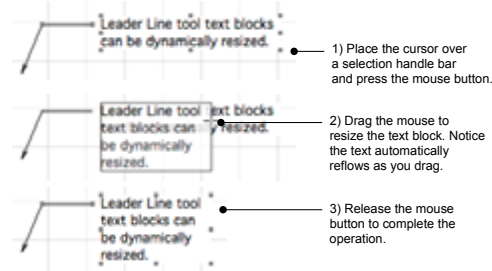 Leader Line tool text blocks
can be dynamically resized.
1) Place the cursor over
a selection handle bar
and press the mouse button.
Leader Line tool text blocks
text blocks can y resized.
be dynamically
resized.
2) Drag the mouse to
resize the text block. Notice
the text automatically
reflows as you drag.
Leader Line tool
text blocks can
be dynamically
resized.
3) Release the mouse
button to complete the
operation.